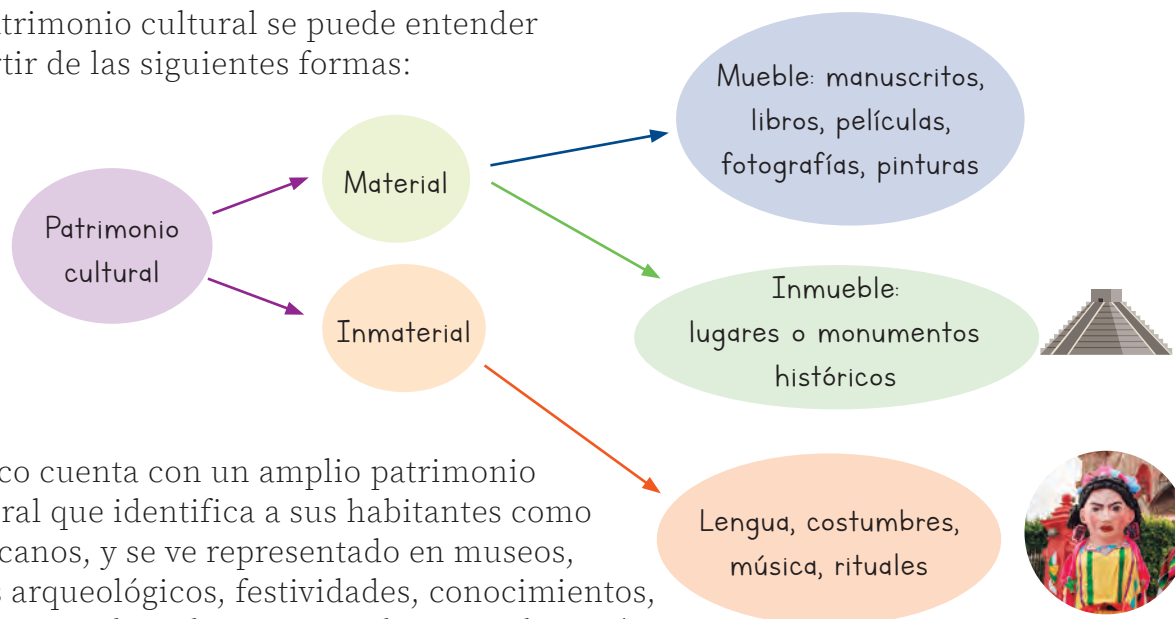 trimonio cultural se puede entender
rtir de las siguientes formas:
Patrimonio
cultural
Material
Inmaterial
Mueble: manuscritos,
libros, películas,
fotografías, pinturas
Inmueble:
lugares o monumentos
históricos
Lengua, costumbres,
música, rituales
co cuenta con un amplio patrimonio
ral que identifica a sus habitantes como
canos, y se ve representado en museos,
s arqueológicos, festividades, conocimientos,